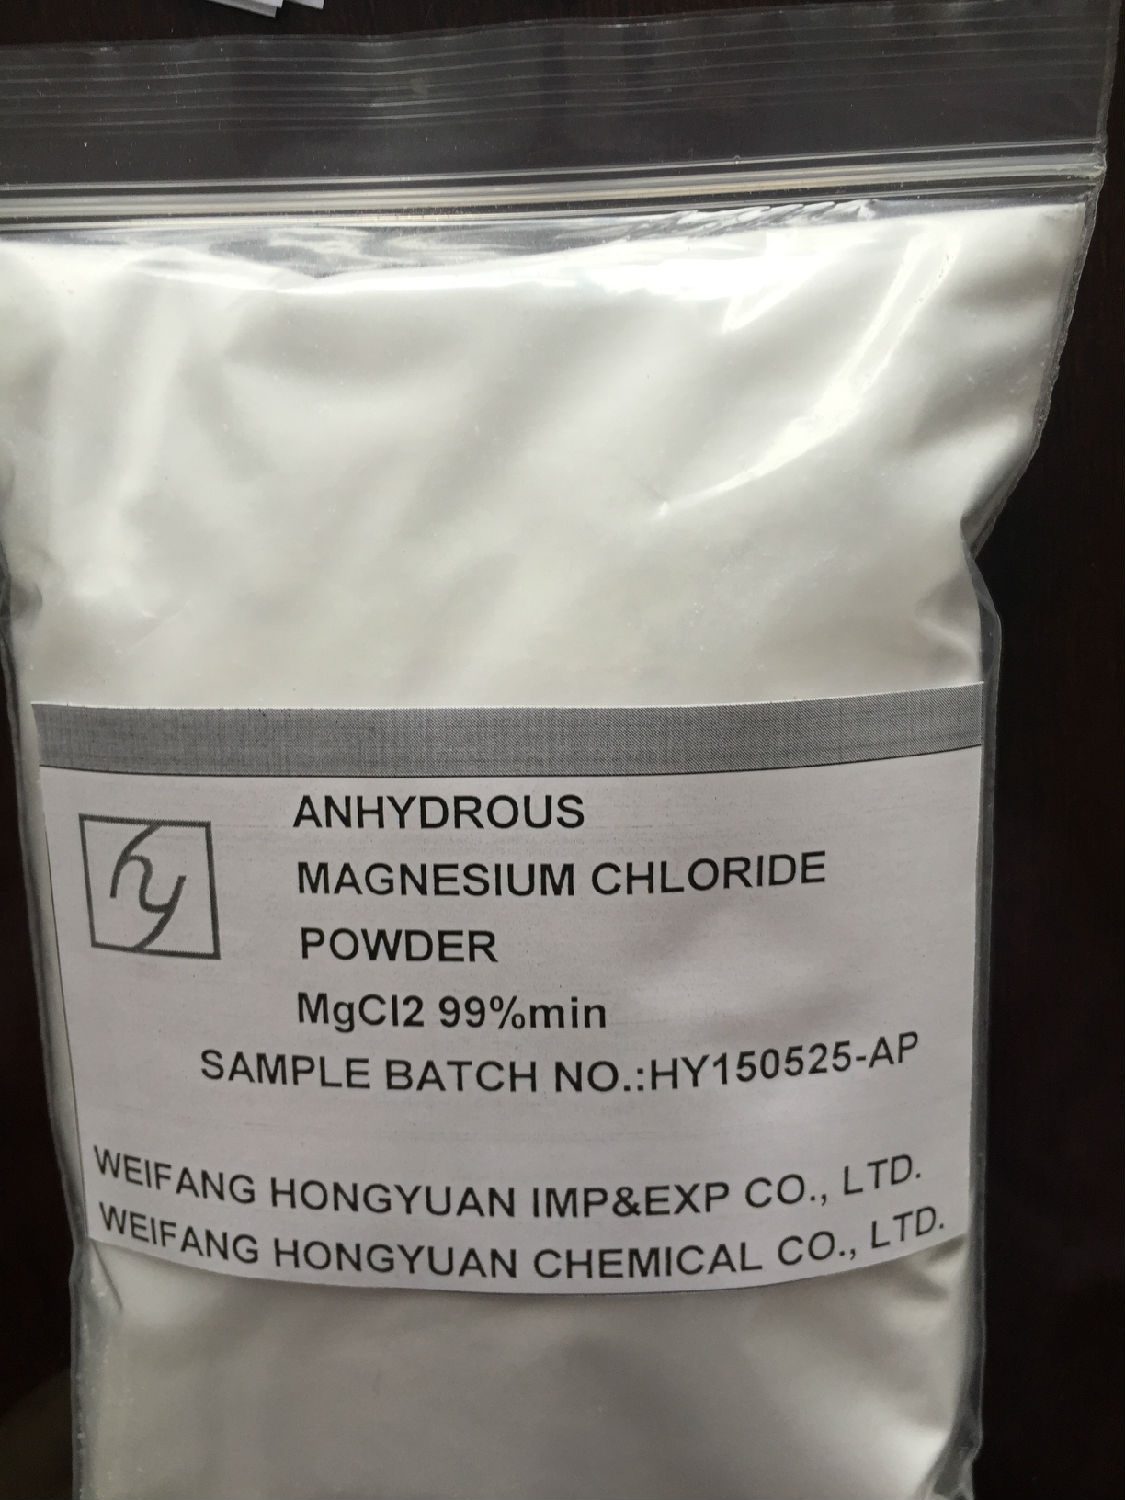 hy
ANHYDROUS
MAGNESIUM CHLORIDE
POWDER
MgCl2 99%min
SAMPLE BATCH NO.:HY150525-AP
WEIFANG HONGYUAN IMP&EXP CO., LTD.
WEIFANG HONGYUAN CHEMICAL CO., LTD.